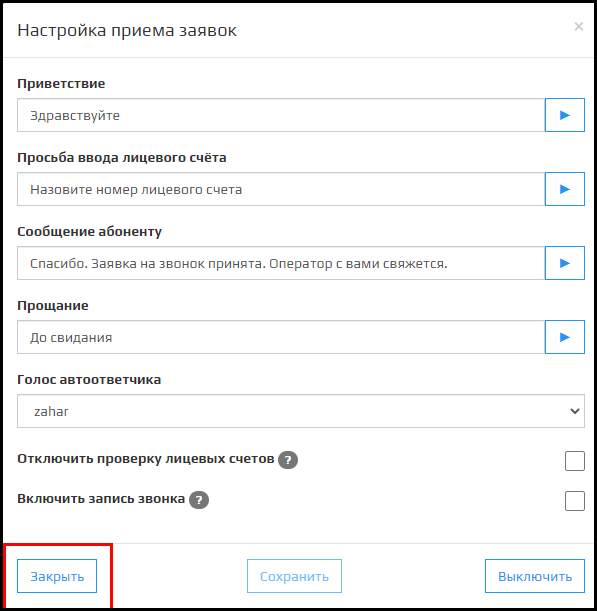 Настройка приема заявок ×
Приветствие
Здравствуйте
Просьба ввода лицевого счёта
Назовите номер лицевого счета
Сообщение абоненту
Спасибо. Заявка на звонок принята. Оператор с вами свяжется.
Прощание
До свидания
Голос автоответчика
zahar
Отключить проверку лицевых счетов ?
Включить запись звонка ?
Закрыть Сохранить Выключить